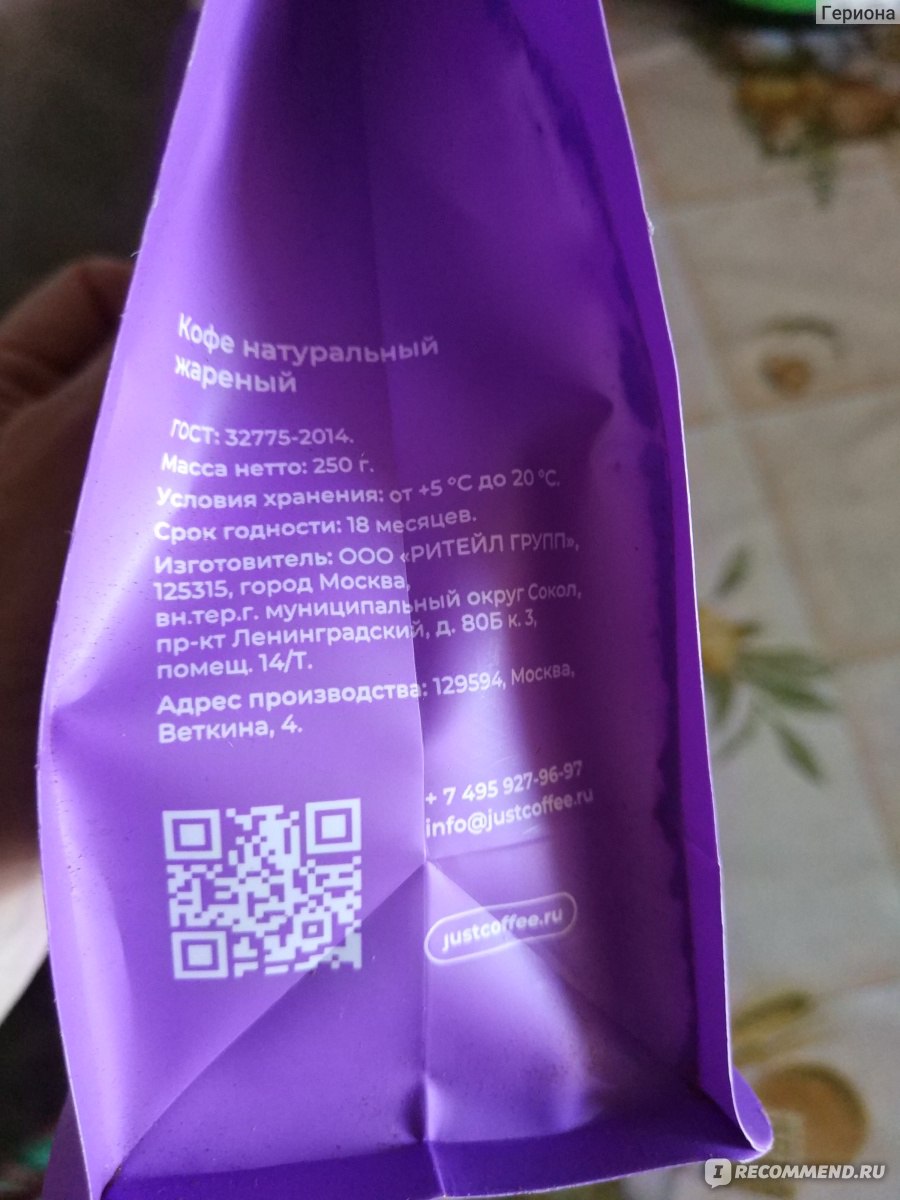 Гериона
Кофе натуральный
жареный
ГОСТ: 32775-2014.
Масса нетто: 250 г.
Условия хранения: от +5 °C до 20 °C.
Срок годности: 18 месяцев.
Изготовитель: ООО «РИТЕЙЛ ГРУПП»,
125315, город Москва,
вн.тер.г. муниципальный округ Сокол,
пр-кт Ленинградский, д. 80Б к. 3,
помещ. 14/Т.
Адрес производства: 129594, Москва,
Веткина, 4.
+ 7 495 927-96-97
info@justcoffee.ru
justcoffee.ru
IRECOMMEND.RU